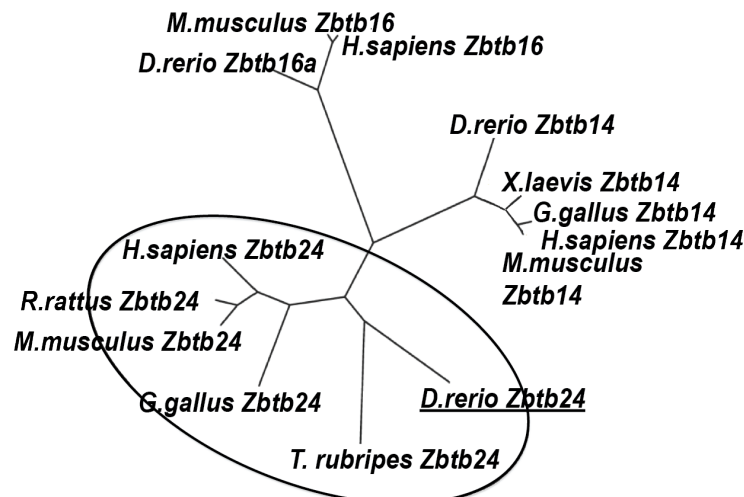 M.musculus Zbtb16
H.sapiens Zbtb16
D.rerio Zbtb16a
D.rerio Zbtb14
X.laevis Zbtb14
G.gallus Zbtb14
H.sapiens Zbtb14
M.musculus
Zbtb14
H.sapiens Zbtb24
R.rattus Zbtb24
M.musculus Zbtb24
G.gallus Zbtb24
D.rerio Zbtb24
T. rubripes Zbtb24